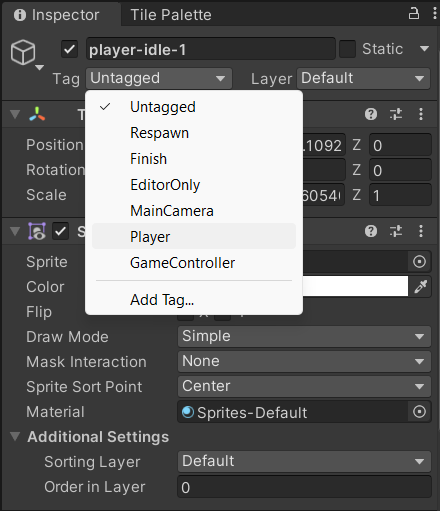 Inspector Tile Palette
player-idle-1 Static
Tag Untagged Layer Default
Untagged
Respawn
Finish
EditorOnly
MainCamera
Player
GameController
Add Tag...
Position .1092 Z 0
Rotation Z 0
Scale Z 1
Sprite
Color
Flip
Draw Mode Simple
Mask Interaction None
Sprite Sort Point Center
Material Sprites-Default
Additional Settings
Sorting Layer Default
Order in Layer 0